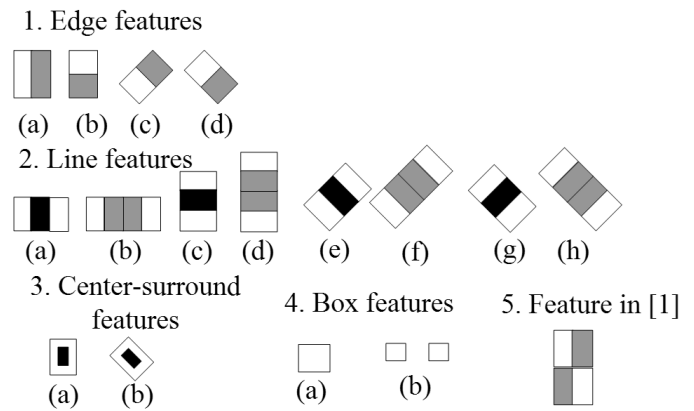 1. Edge features
(a) (b) (c) (d)
2. Line features
(a) (b) (c) (d) (e) (f) (g) (h)
3. Center-surround
features
(a) (b)
4. Box features
(a) (b)
5. Feature in [1]